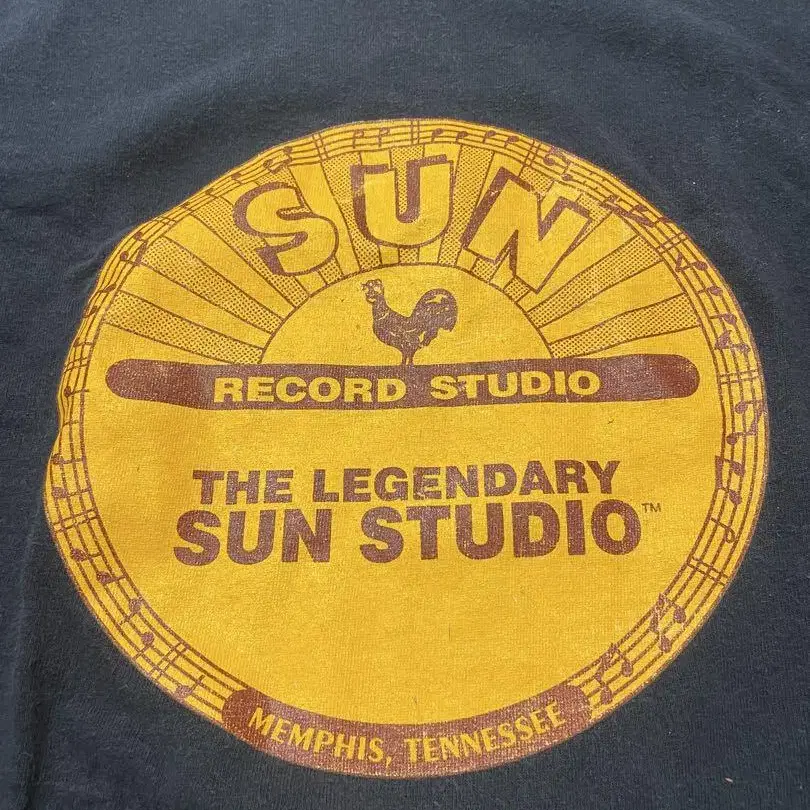 SUN
RECORD STUDIO
THE LEGENDARY
SUN STUDIO™
MEMPHIS, TENNESSEE